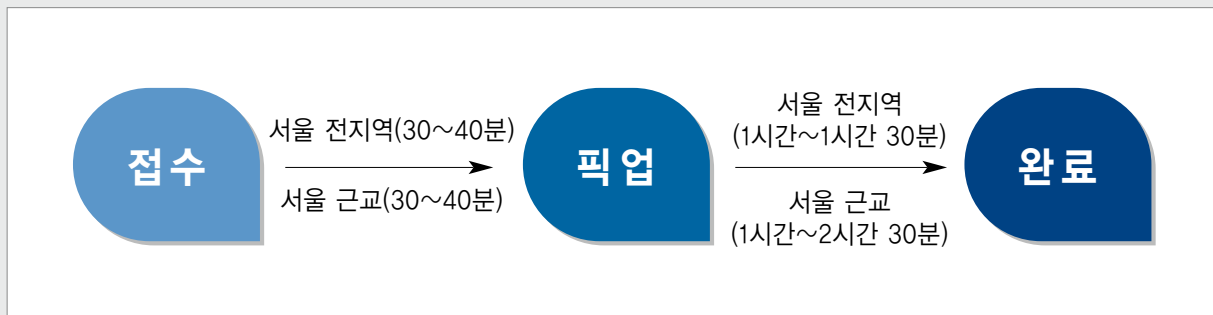 접수
서울 전지역(30~40분)
서울 근교(30~40분)
픽업
서울 전지역
(1시간~1시간 30분)
서울 근교
(1시간~2시간 30분)
완료